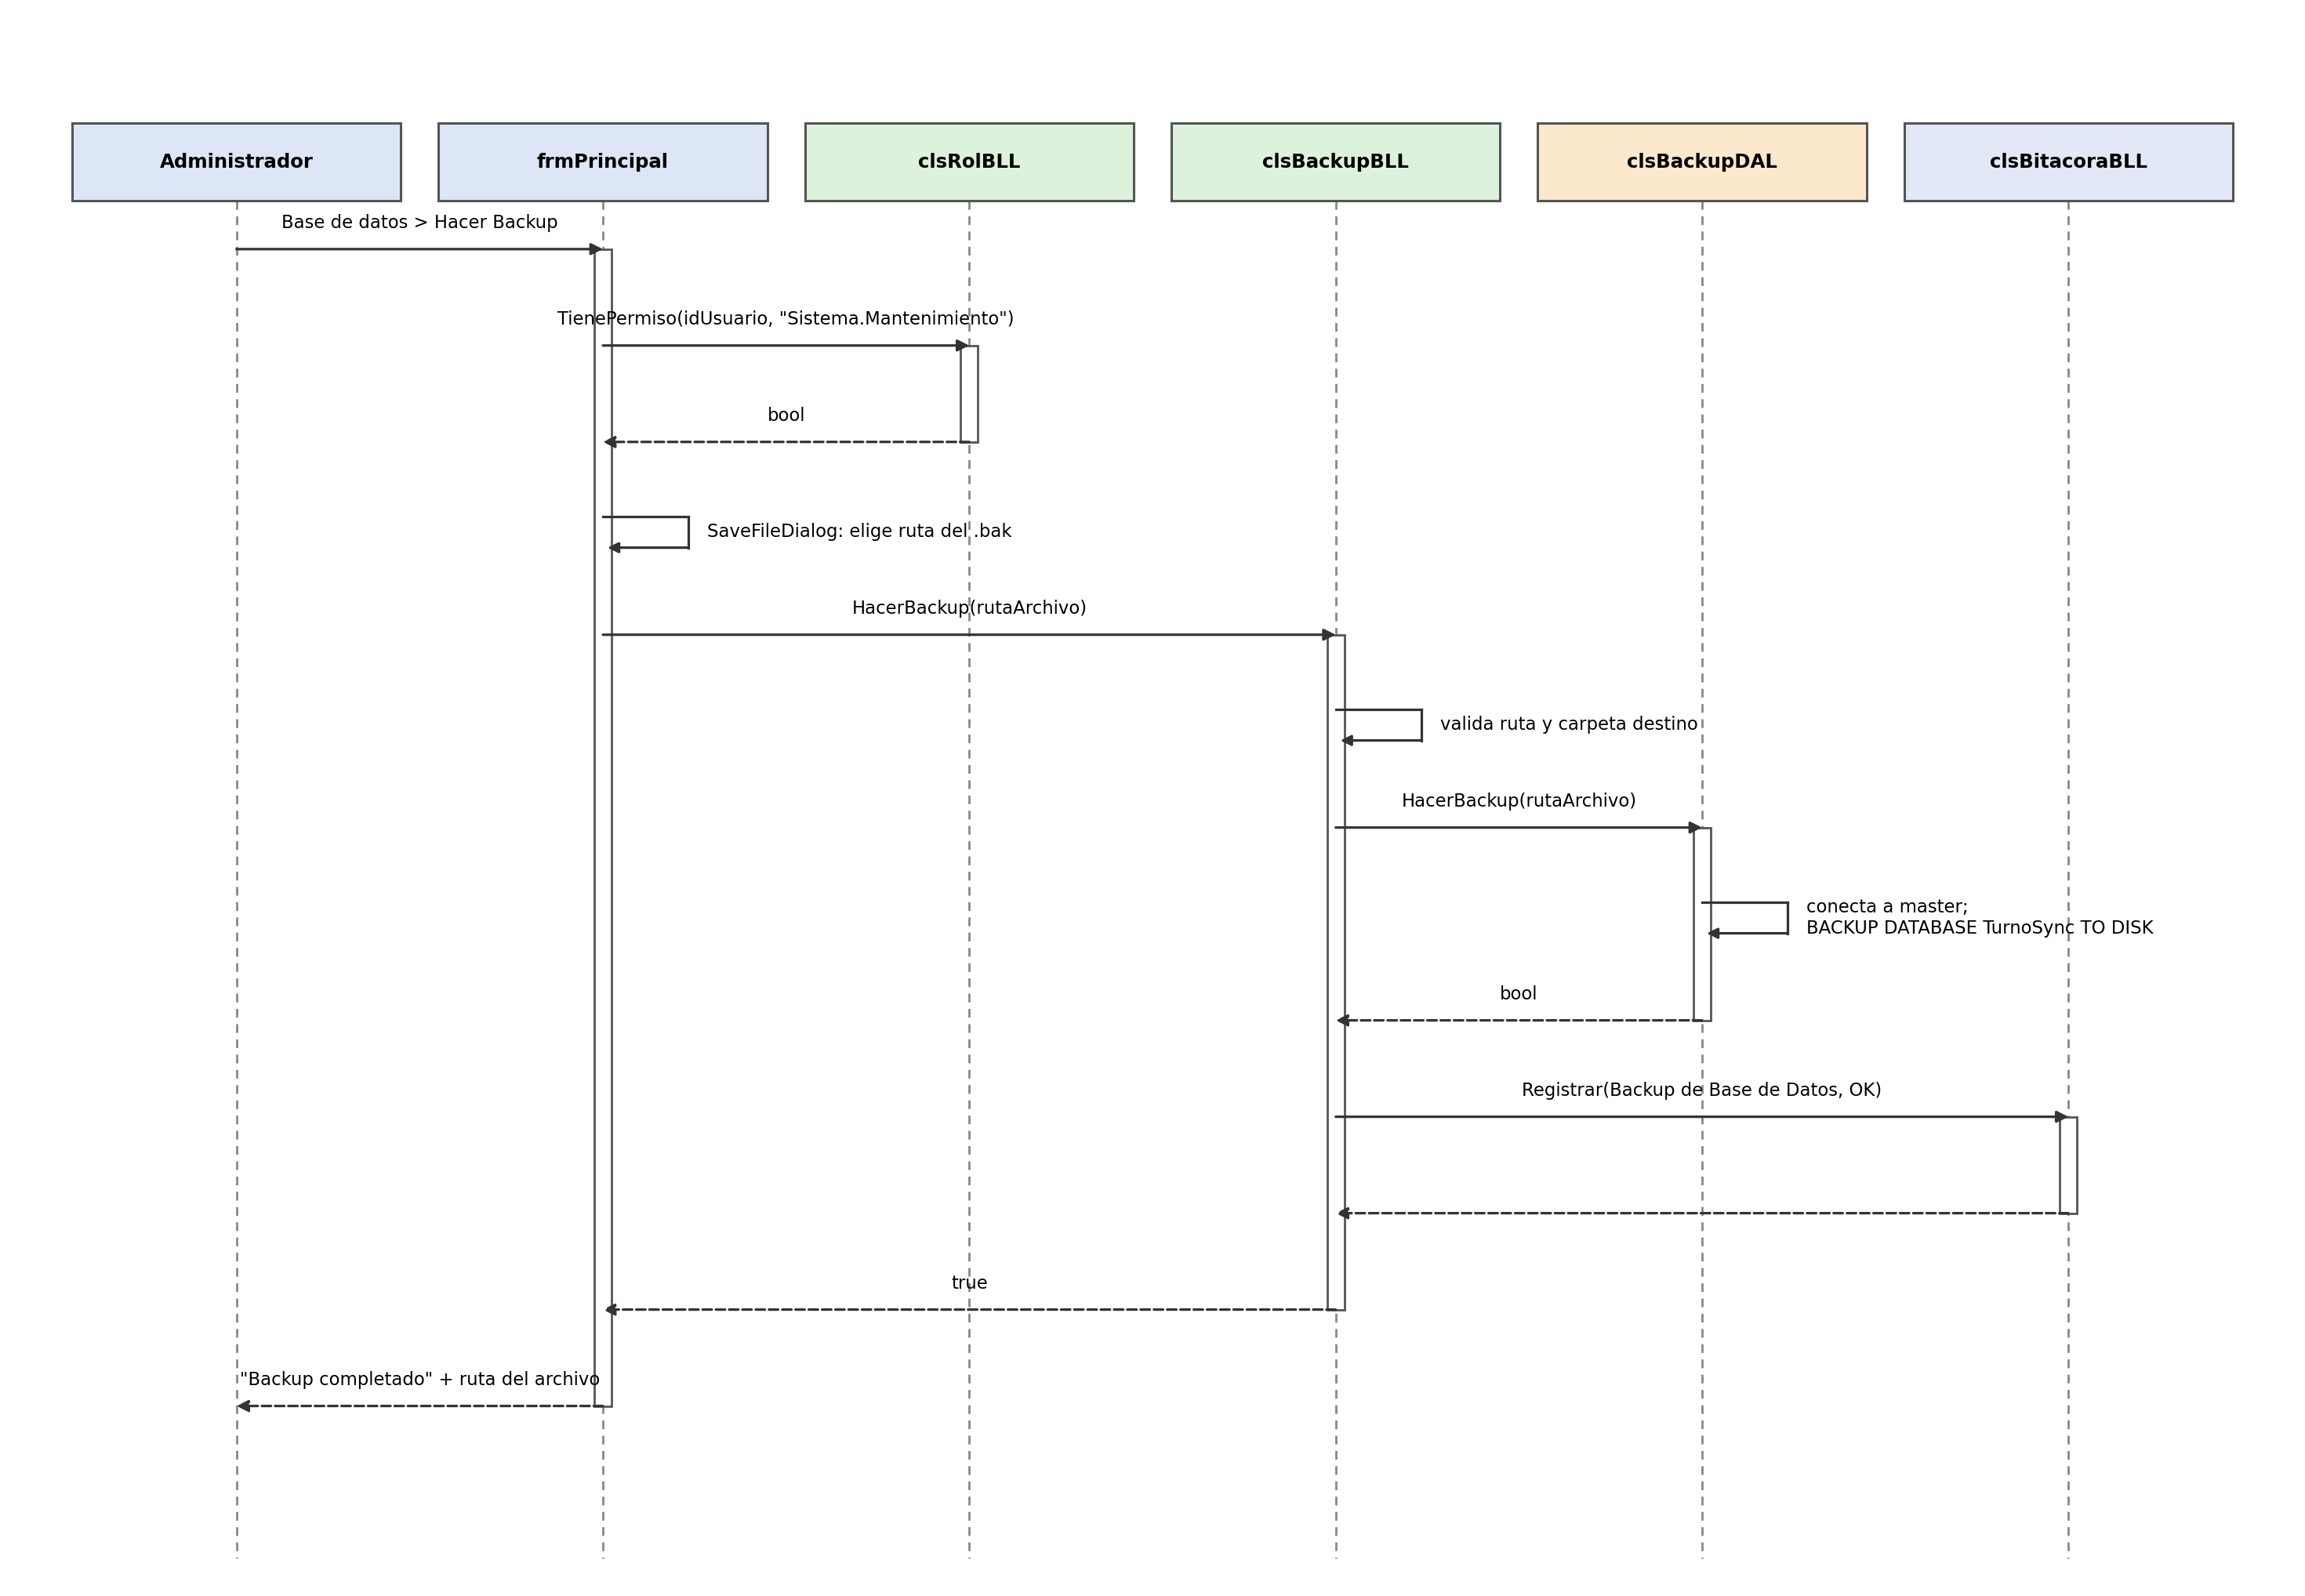 Administrador
frmPrincipal
clsRolBLL
clsBackupBLL
clsBackupDAL
clsBitacoraBLL
Base de datos > Hacer Backup
TienePermiso(idUsuario, "Sistema.Mantenimiento")
bool
SaveFileDialog: elige ruta del .bak
HacerBackup(rutaArchivo)
valida ruta y carpeta destino
HacerBackup(rutaArchivo)
conecta a master;
BACKUP DATABASE TurnoSync TO DISK
bool
Registrar(Backup de Base de Datos, OK)
true
"Backup completado" + ruta del archivo